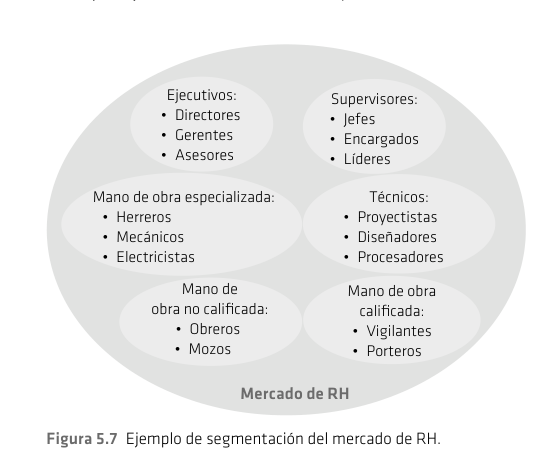 Ejecutivos:
• Directores
• Gerentes
• Asesores
Supervisores:
• Jefes
• Encargados
• Líderes
Mano de obra especializada:
• Herreros
• Mecánicos
• Electricistas
Técnicos:
• Proyectistas
• Diseñadores
• Procesadores
Mano de
obra no calificada:
• Obreros
• Mozos
Mano de obra
calificada:
• Vigilantes
• Porteros
Mercado de RH
Figura 5.7 Ejemplo de segmentación del mercado de RH.